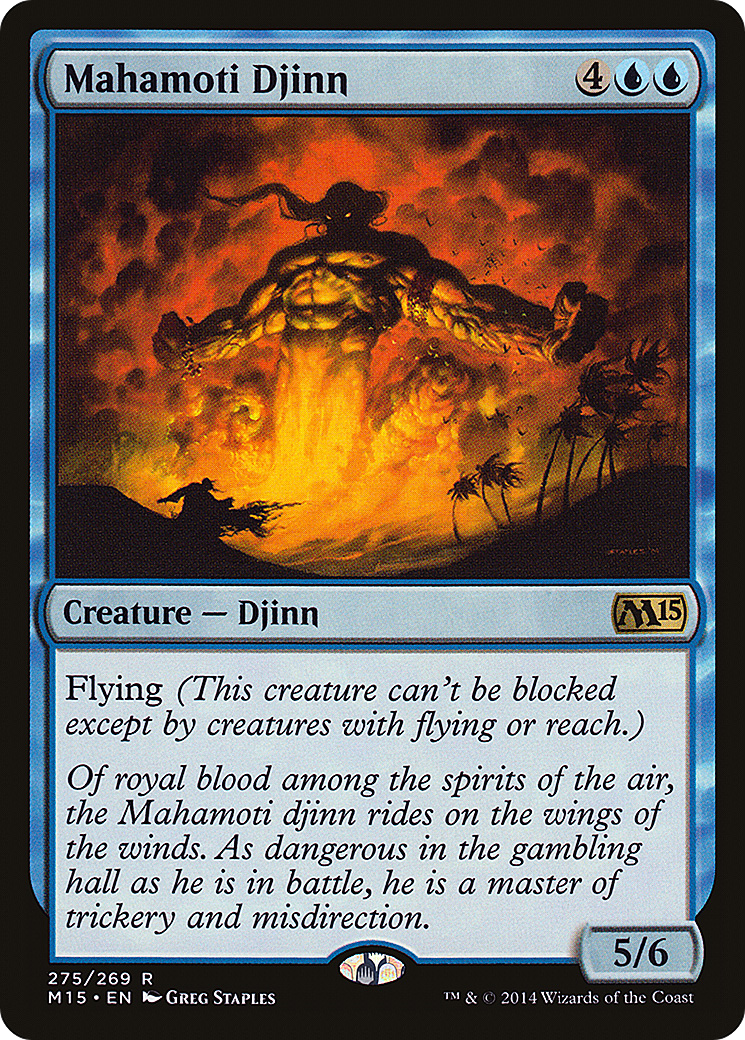 Mahamoti Djinn 4
Creature — Djinn M15
Flying (This creature can't be blocked
except by creatures with flying or reach.)
Of royal blood among the spirits of the air,
the Mahamoti djinn rides on the wings of
the winds. As dangerous in the gambling
hall as he is in battle, he is a master of
trickery and misdirection.
5/6
275/269 R
M15 • EN Greg Staples ™ & © 2014 Wizards of the Coast